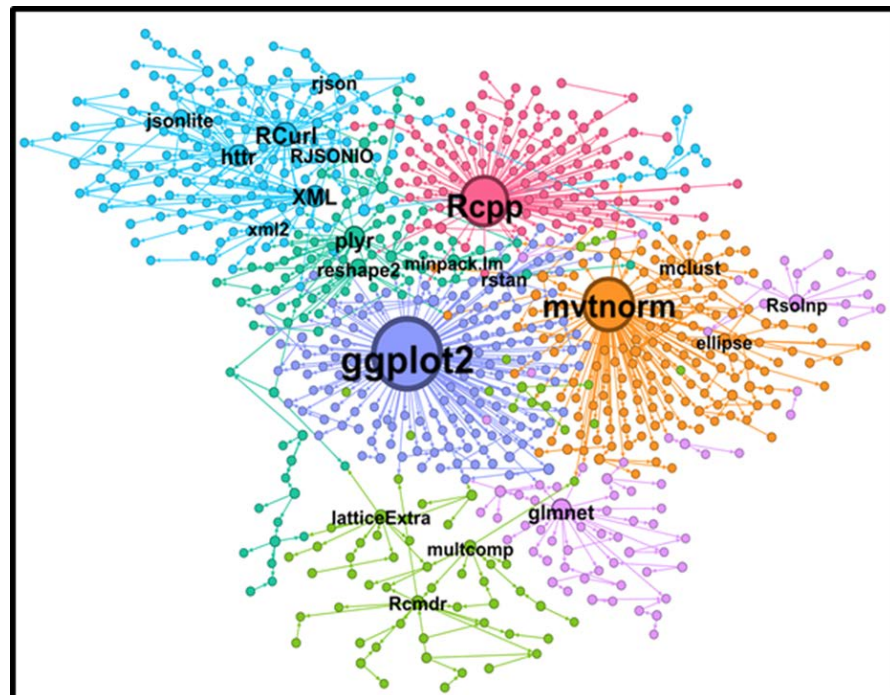 rjson
jsonlite
RCurl
httr
RJSONIO
XML
Rcpp
xml2
plyr
reshape2
minpack.lm
rstan
mclust
mvtnorm
Rsolnp
ellipse
ggplot2
latticeExtra
glmnet
multcomp
Rcmdr